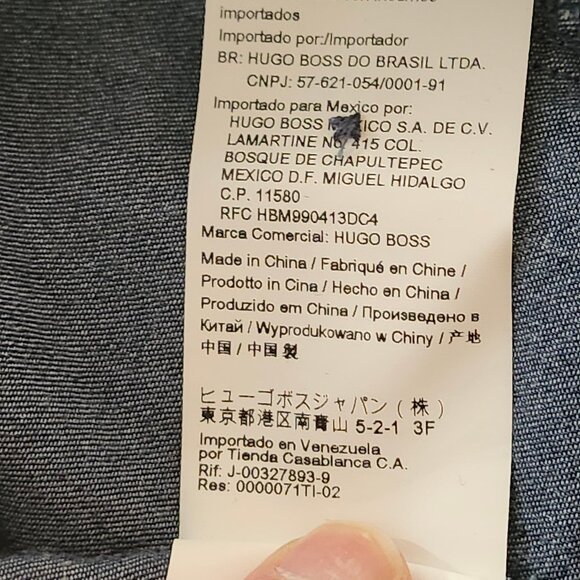 importados
Importado por:/Importador
BR: HUGO BOSS DO BRASIL LTDA.
CNPJ: 57-621-054/0001-91
Importado para Mexico por:
HUGO BOSS S.A. DE C.V.
LAMARTINE 415 COL.
BOSQUE DE CHAPULTEPEC
MEXICO D.F. MIGUEL HIDALGO
C.P. 11580
RFC HBM990413DC4
Marca Comercial: HUGO BOSS
Made in China / Fabriqué en Chine /
Prodotto in Cina / Hecho en China /
Produzido em China / Произведено в
Китай / Wyprodukowano w Chiny / 产地
中国 / 中国製
ヒューゴボスジャパン (株)
東京都港区南青山 5-2-1 3F
Importado en Venezuela
por Tienda Casablanca C.A.
Rif: J-00327893-9
Res: 0000071TI-02